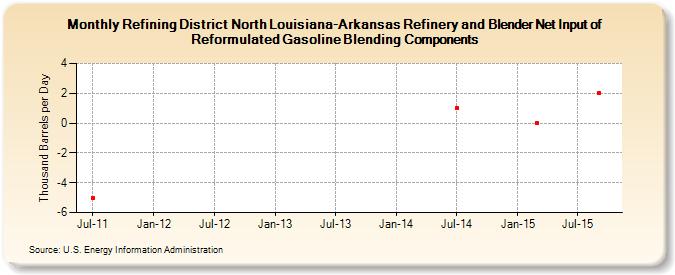 Monthly Refining District North Louisiana-Arkansas Refinery and Blender Net Input of
Reformulated Gasoline Blending Components
Thousand Barrels per Day
4
2
0
-2
-4
-6
Jul-11 Jan-12 Jul-12 Jan-13 Jul-13 Jan-14 Jul-14 Jan-15 Jul-15
Source: U.S. Energy Information Administration